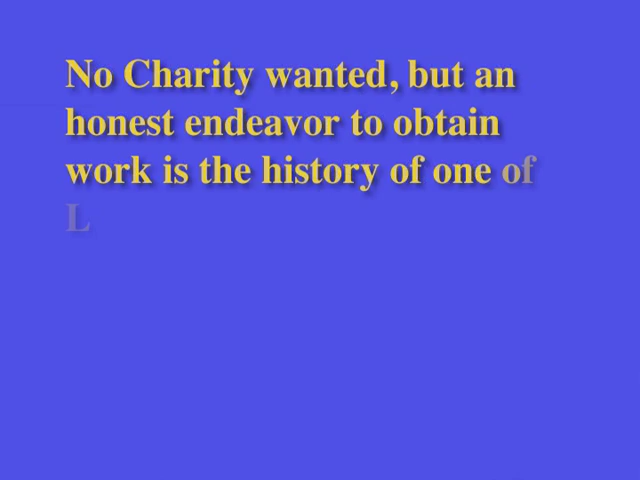 No Charity wanted, but an
honest endeavor to obtain
work is the history of one of
L